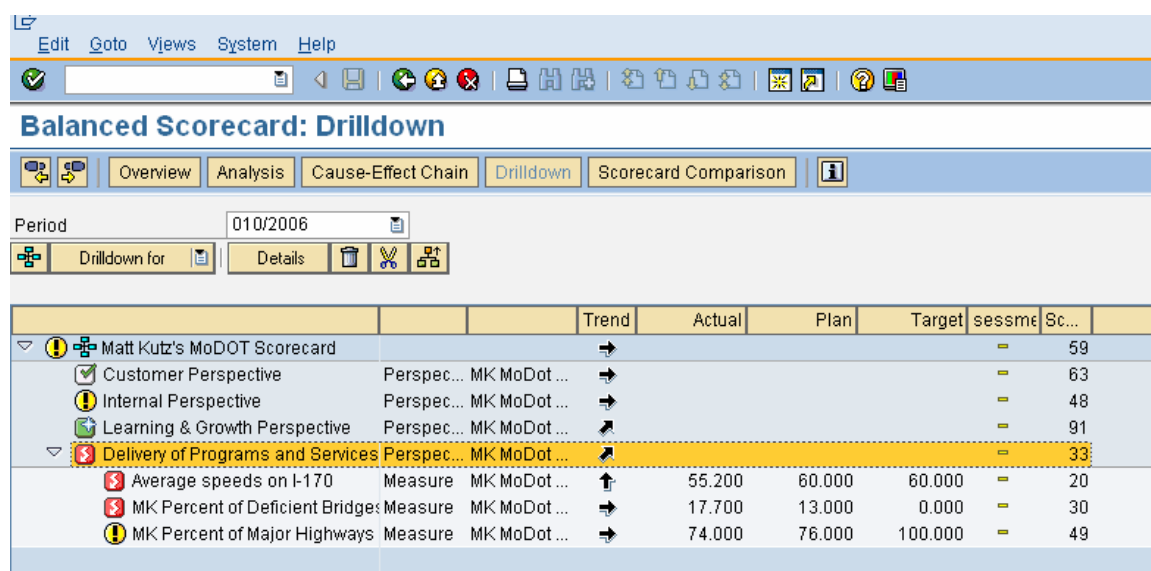 Edit Goto Views System Help
Balanced Scorecard: Drilldown
Overview Analysis Cause-Effect Chain Drilldown Scorecard Comparison
Period 010/2006
Drilldown for Details
Trend Actual Plan Target sessme Sc...
Matt Kutz's MoDOT Scorecard 59
Customer Perspective Perspec... MK MoDot ... 63
Internal Perspective Perspec... MK MoDot ... 48
Learning & Growth Perspective Perspec... MK MoDot ... 91
Delivery of Programs and Services Perspec... MK MoDot ... 33
Average speeds on I-170 Measure MK MoDot ... 55.200 60.000 60.000 20
MK Percent of Deficient Bridges Measure MK MoDot ... 17.700 13.000 0.000 30
MK Percent of Major Highways Measure MK MoDot ... 74.000 76.000 100.000 49